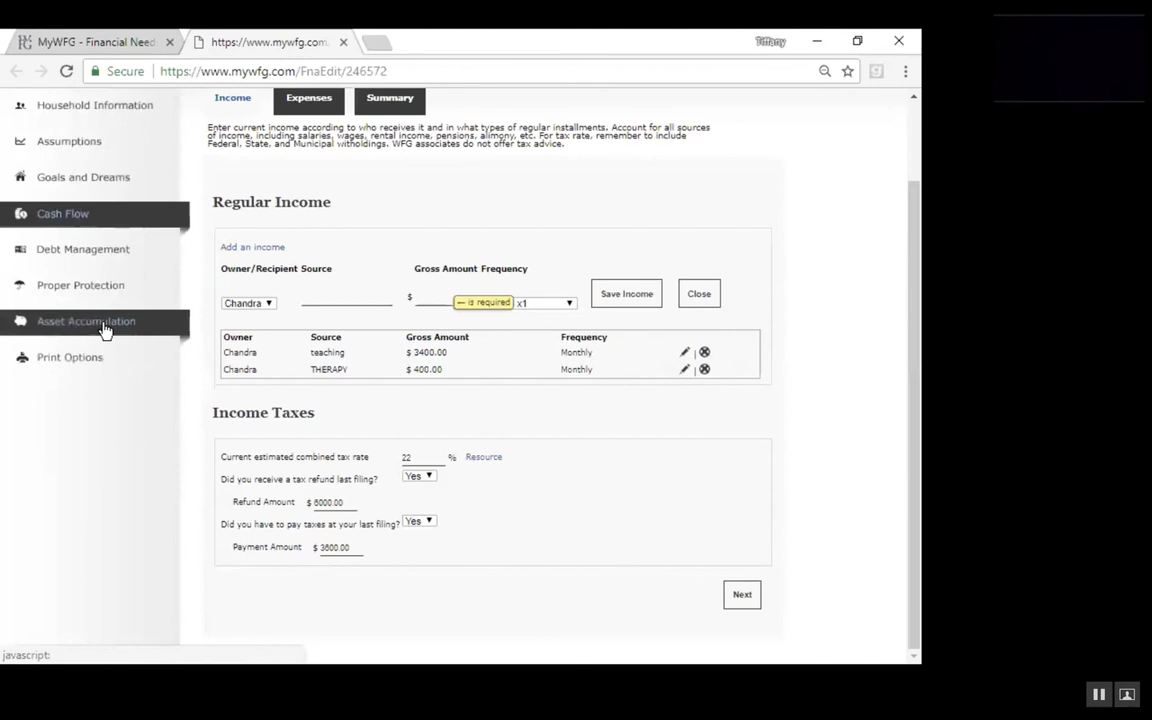 MyWFG - Financial Need
https://www.mywfg.com
Tiffany
Secure
https://www.mywfg.com/FnaEdit/246572
Household Information
Assumptions
Goals and Dreams
Cash Flow
Debt Management
Proper Protection
Asset Accumulation
Print Options
Income Expenses Summary
Enter current income according to who receives it and in what types of regular installments. Account for all sources
of income, including salaries, wages, rental income, pensions, alimony, etc. For tax rate, remember to include
Federal, State, and Municipal witholdings. WFG associates do not offer tax advice.
Regular Income
Add an income
Owner/Recipient Source Gross Amount Frequency
Chandra $ — is required x1 Save Income Close
Owner Source Gross Amount Frequency
Chandra teaching $ 3400.00 Monthly
Chandra THERAPY $ 400.00 Monthly
Income Taxes
Current estimated combined tax rate 22 % Resource
Did you receive a tax refund last filing? Yes
Refund Amount $ 6000.00
Did you have to pay taxes at your last filing? Yes
Payment Amount $ 3600.00
Next
javascript: